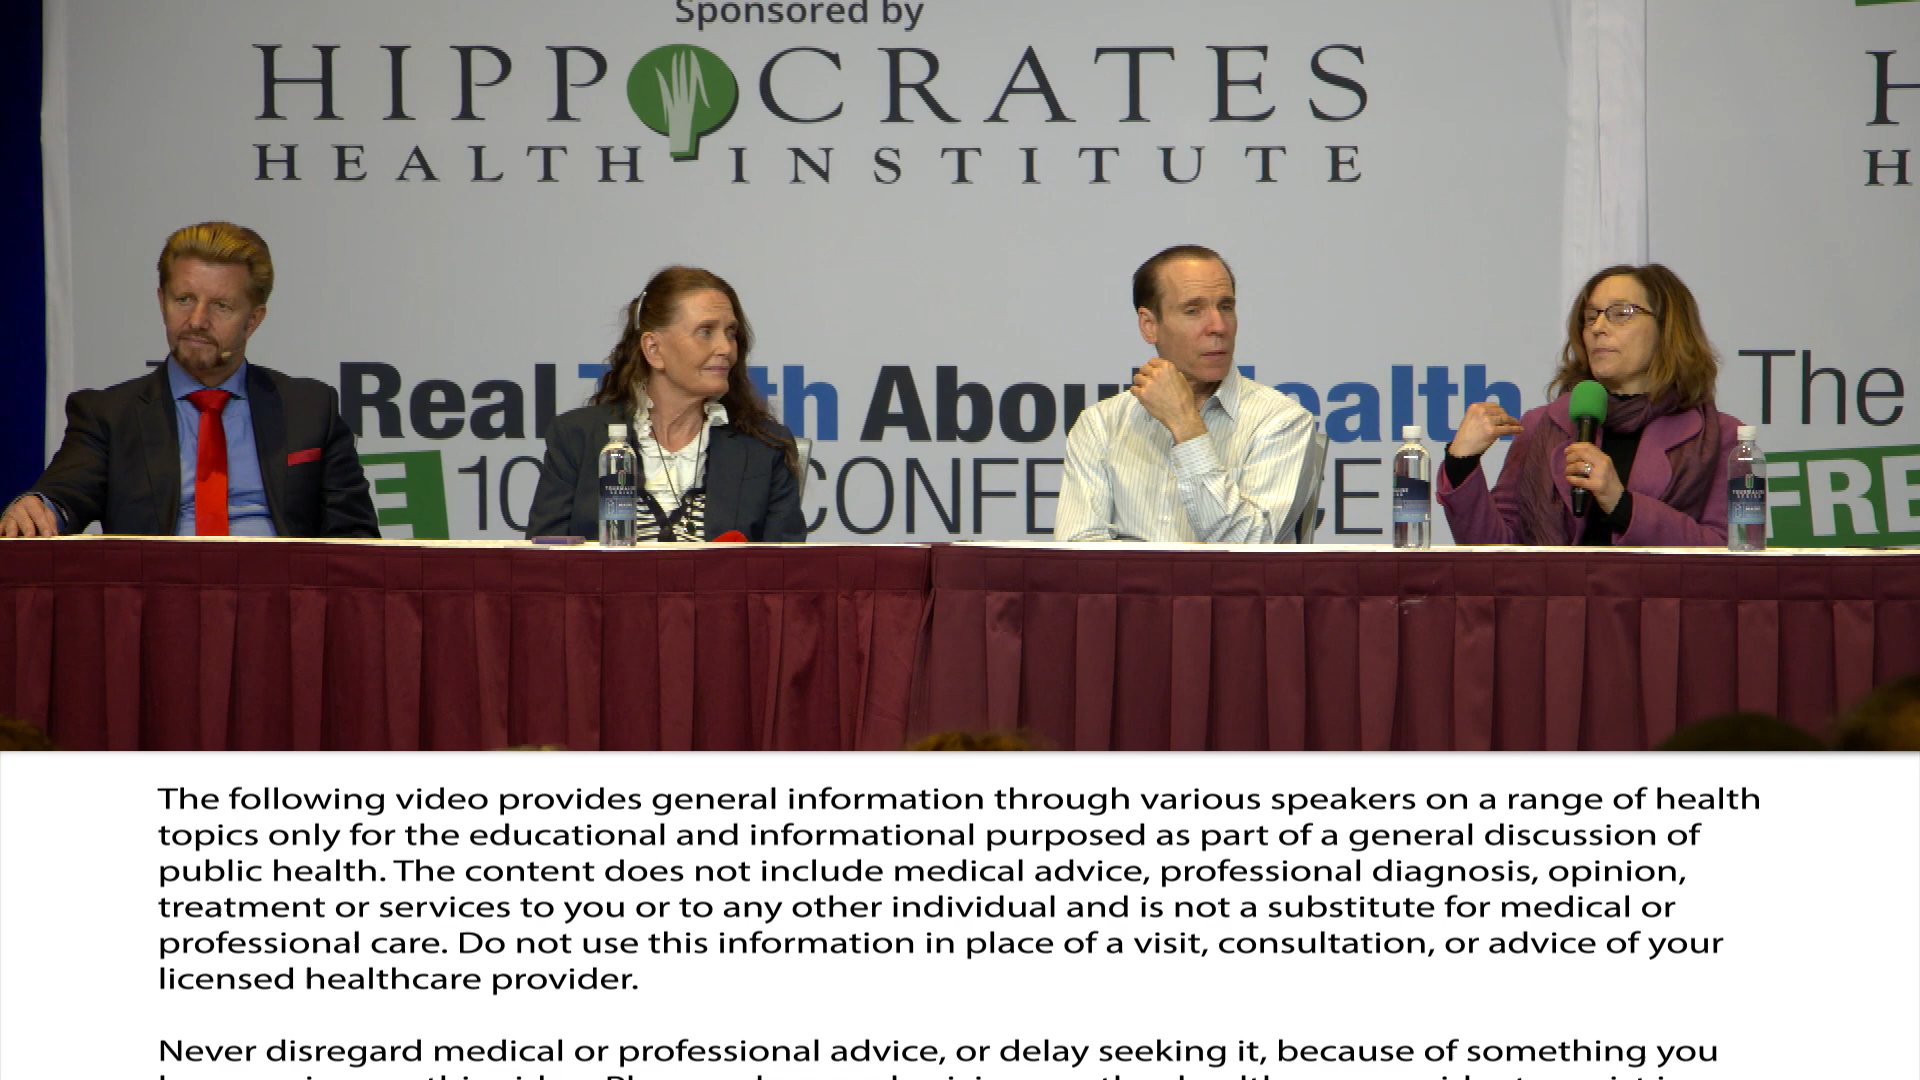 Sponsored by
HIPPOCRATES
HEALTH INSTITUTE
H
H
Real Truth About Health
The
10 CONFERENCE
FRE
The following video provides general information through various speakers on a range of health
topics only for the educational and informational purposed as part of a general discussion of
public health. The content does not include medical advice, professional diagnosis, opinion,
treatment or services to you or to any other individual and is not a substitute for medical or
professional care. Do not use this information in place of a visit, consultation, or advice of your
licensed healthcare provider.
Never disregard medical or professional advice, or delay seeking it, because of something you